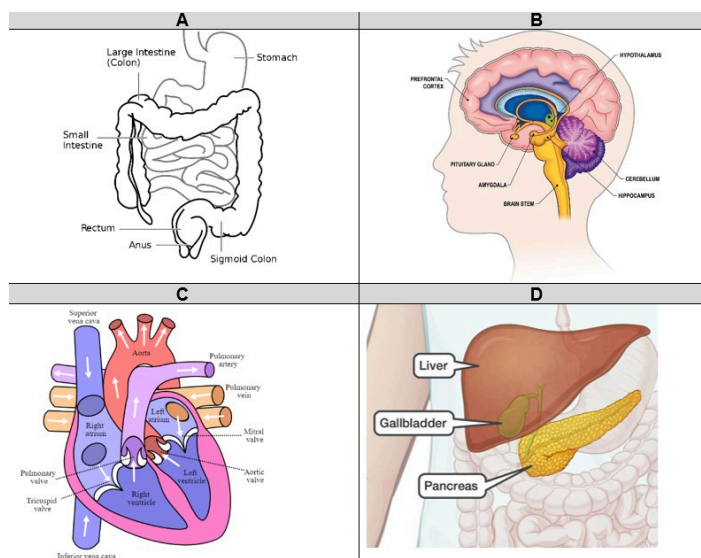 A
B
Large Intestine
(Colon)
Stomach
Small
Intestine
Rectum
Anus
Sigmoid Colon
HYPOTHALAMUS
PREFRONTAL
CORTEX
PITUITARY GLAND
AMYGDALA
BRAIN STEM
CEREBELLUM
HIPPOCAMPUS
C
D
Superior
vena cava
Aorta
Pulmonary
artery
Pulmonary
vein
Left
atrium
Right
atrium
Mitral
valve
Pulmonary
valve
Aortic
valve
Left
ventricle
Tricuspid
valve
Right
ventricle
Inferior vena cava
Liver
Gallbladder
Pancreas